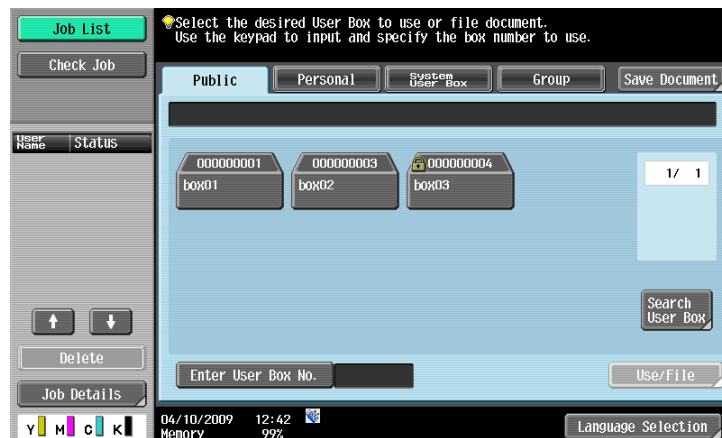 Job List
Check Job
Select the desired User Box to use or file document.
Use the keypad to input and specify the box number to use.
Public
Personal
System
User Box
Group
Save Document
User
Name
Status
000000001
box01
000000003
box02
000000004
box03
1/ 1
Search
User Box
Delete
Job Details
Enter User Box No.
Use/File
Y M C K
04/10/2009 12:42
Memory 99%
Language Selection